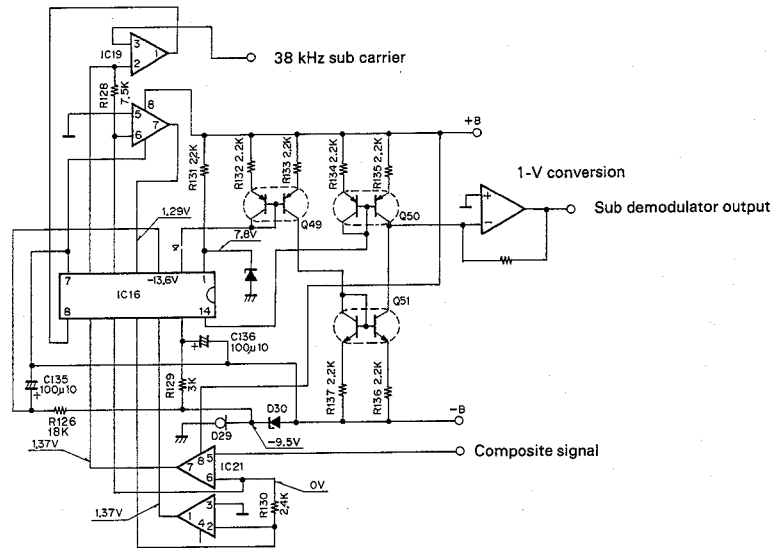 3
IC19
1
2
38 kHz sub carrier
R128
7.5K
8
5
7
6
+B
R131 22K
R132 2.2K
R133 2.2K
R134 2.2K
R135 2.2K
1-V conversion
+
-
Sub demodulator output
1.29V
Q49
Q50
7.8V
7
-13.6V
1
IC16
8
14
Q51
C136
100μ10
+
C135
100μ10
+
R129
3K
R137 2.2K
R136 2.2K
R126
18K
D30
D29
-B
-9.5V
1.37V
Composite signal
8
5
7
6
IC21
0V
R130
2.4K
1.37V
3
1
4
2